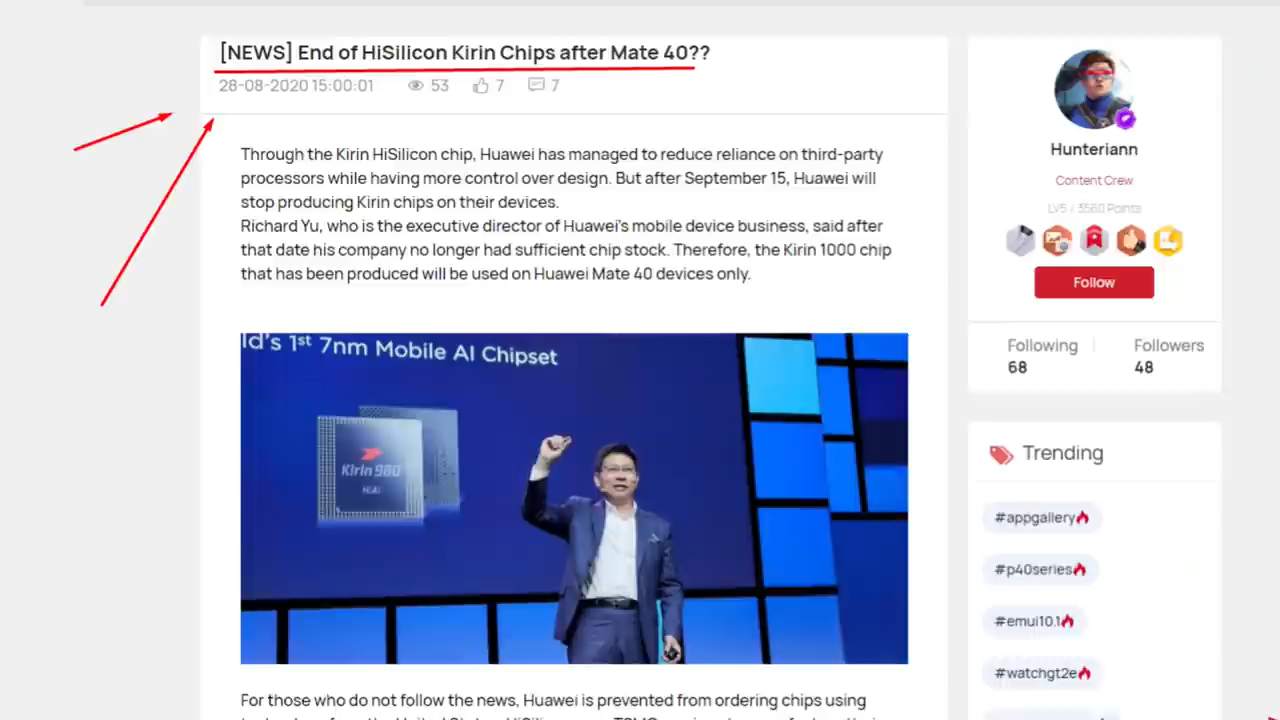 [NEWS] End of HiSilicon Kirin Chips after Mate 40??
28-08-2020 15:00:01 53 7 7
Through the Kirin HiSilicon chip, Huawei has managed to reduce reliance on third-party
processors while having more control over design. But after September 15, Huawei will
stop producing Kirin chips on their devices.
Richard Yu, who is the executive director of Huawei's mobile device business, said after
that date his company no longer had sufficient chip stock. Therefore, the Kirin 1000 chip
that has been produced will be used on Huawei Mate 40 devices only.
ld's 1st 7nm Mobile AI Chipset
Kirin 980
For those who do not follow the news, Huawei is prevented from ordering chips using
Hunteriann
Content Crew
LV5 / 5560 Points
Follow
Following
68
Followers
48
Trending
#appgallery
#p40series
#emui10.1
#watchgt2e